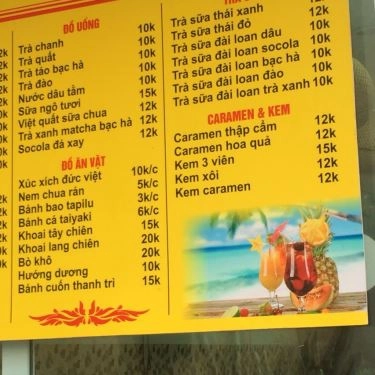 ĐỒ UỐNG
Trà chanh 10k
Trà quất 10k
Trà táo bạc hà 10k
Trà đào 10k
Nước dâu tằm 10k
Sữa ngô tươi 15k
Việt quất sữa chua 12k
Trà xanh matcha bạc hà 12k
Socola đá xay 12k
ĐỒ ĂN VẶT
Xúc xích đức việt 10k/c
Nem chua rán 5k/c
Bánh bao tapilu 3k/c
Bánh cá taiyaki 6k/c
Khoai tây chiên 15k
Khoai lang chiên 20k
Bò khô 20k
Hướng dương 10k
Bánh cuốn thanh trì 15k
Trà sữa thái xanh 12k
Trà sữa thái đỏ 12k
Trà sữa đài loan dâu 10k
Trà sữa đài loan socola 10k
Trà sữa đài loan bạc hà 10k
Trà sữa đài loan đào 10k
Trà sữa đài loan trà xanh 10k
CARAMEN & KEM
Caramen thập cẩm 12k
Caramen hoa quả 12k
Kem 3 viên 15k
Kem xôi 12k
Kem caramen 12k